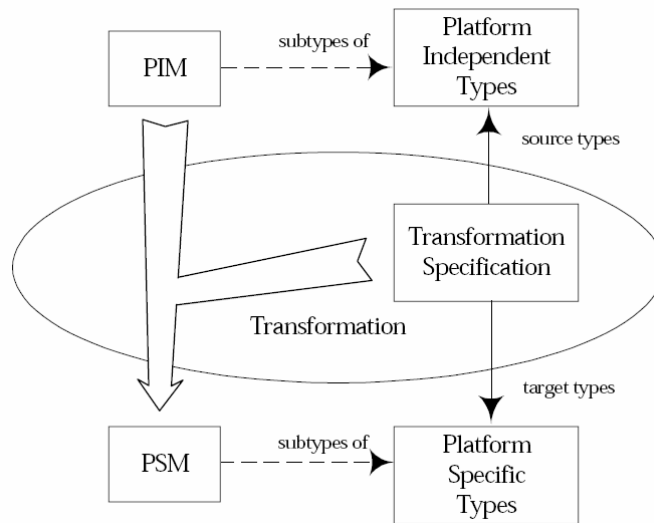 PIM
subtypes of
Platform
Independent
Types
source types
Transformation
Specification
Transformation
target types
PSM
subtypes of
Platform
Specific
Types